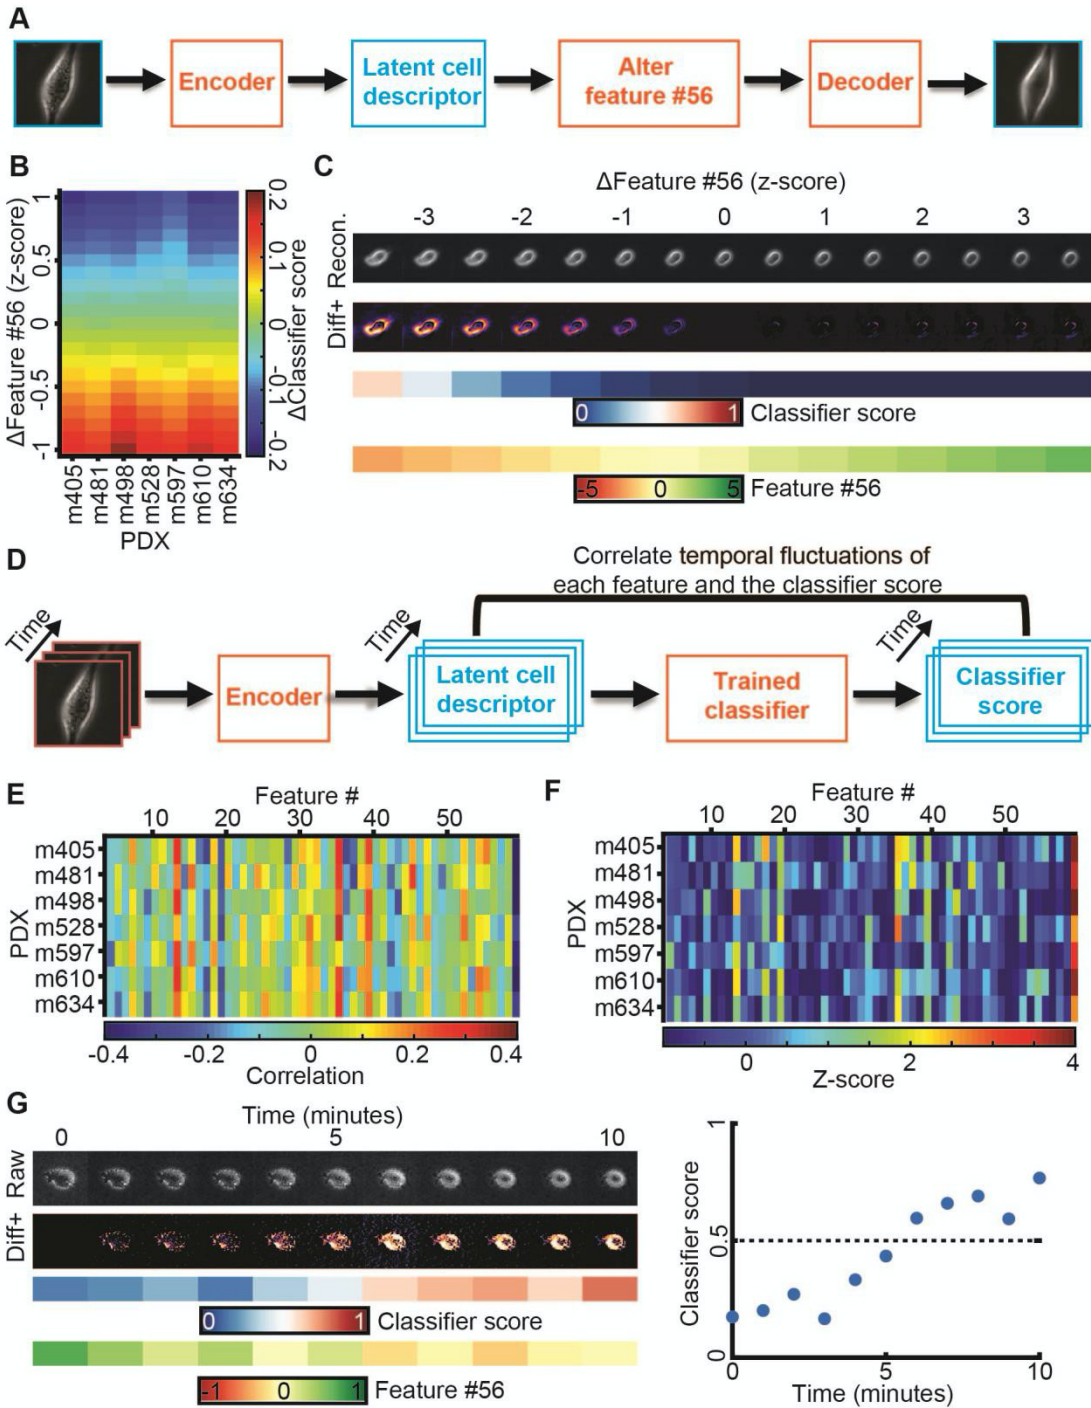 A
Encoder
Latent cell
descriptor
Alter
feature #56
Decoder
B
ΔFeature #56 (z-score)
1
0.5
0
-0.5
-1
0.2
0.1
0
-0.1
-0.2
ΔClassifier score
m405
m481
m498
m528
m597
m610
m634
PDX
C
ΔFeature #56 (z-score)
-3 -2 -1 0 1 2 3
Recon.
Diff+
0 1 Classifier score
-5 0 5 Feature #56
D
Correlate temporal fluctuations of
each feature and the classifier score
Time
Time
Time
Encoder
Latent cell
descriptor
Trained
classifier
Classifier
score
E
Feature #
10 20 30 40 50
PDX
m405
m481
m498
m528
m597
m610
m634
-0.4 -0.2 0 0.2 0.4
Correlation
F
Feature #
10 20 30 40 50
PDX
m405
m481
m498
m528
m597
m610
m634
0 2 4
Z-score
G
Time (minutes)
0 5 10
Raw
Diff+
0 1 Classifier score
-1 0 1 Feature #56
Classifier score
1
0.5
0
0 5 10
Time (minutes)